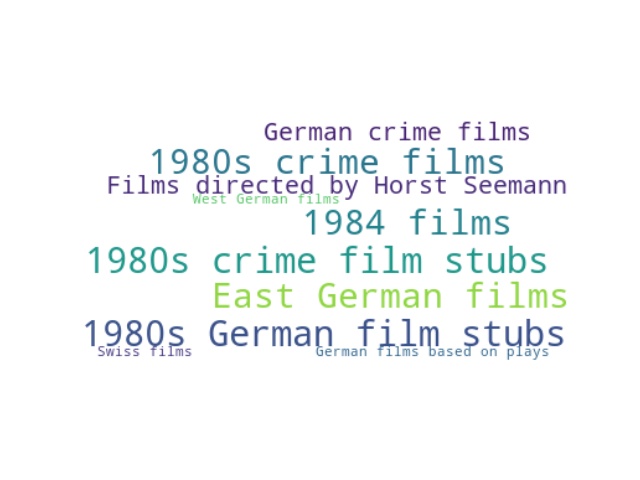 German crime films
1980s crime films
Films directed by Horst Seemann
West German films
1984 films
1980s crime film stubs
East German films
1980s German film stubs
Swiss films
German films based on plays